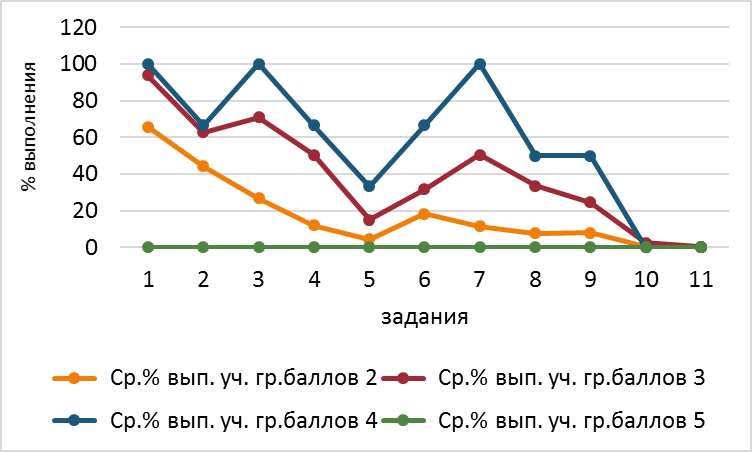 120
100
80
60
40
20
0
% выполнения
1 2 3 4 5 6 7 8 9 10 11
задания
Ср.% вып. уч. гр.баллов 2 Ср.% вып. уч. гр.баллов 3
Ср.% вып. уч. гр.баллов 4 Ср.% вып. уч. гр.баллов 5